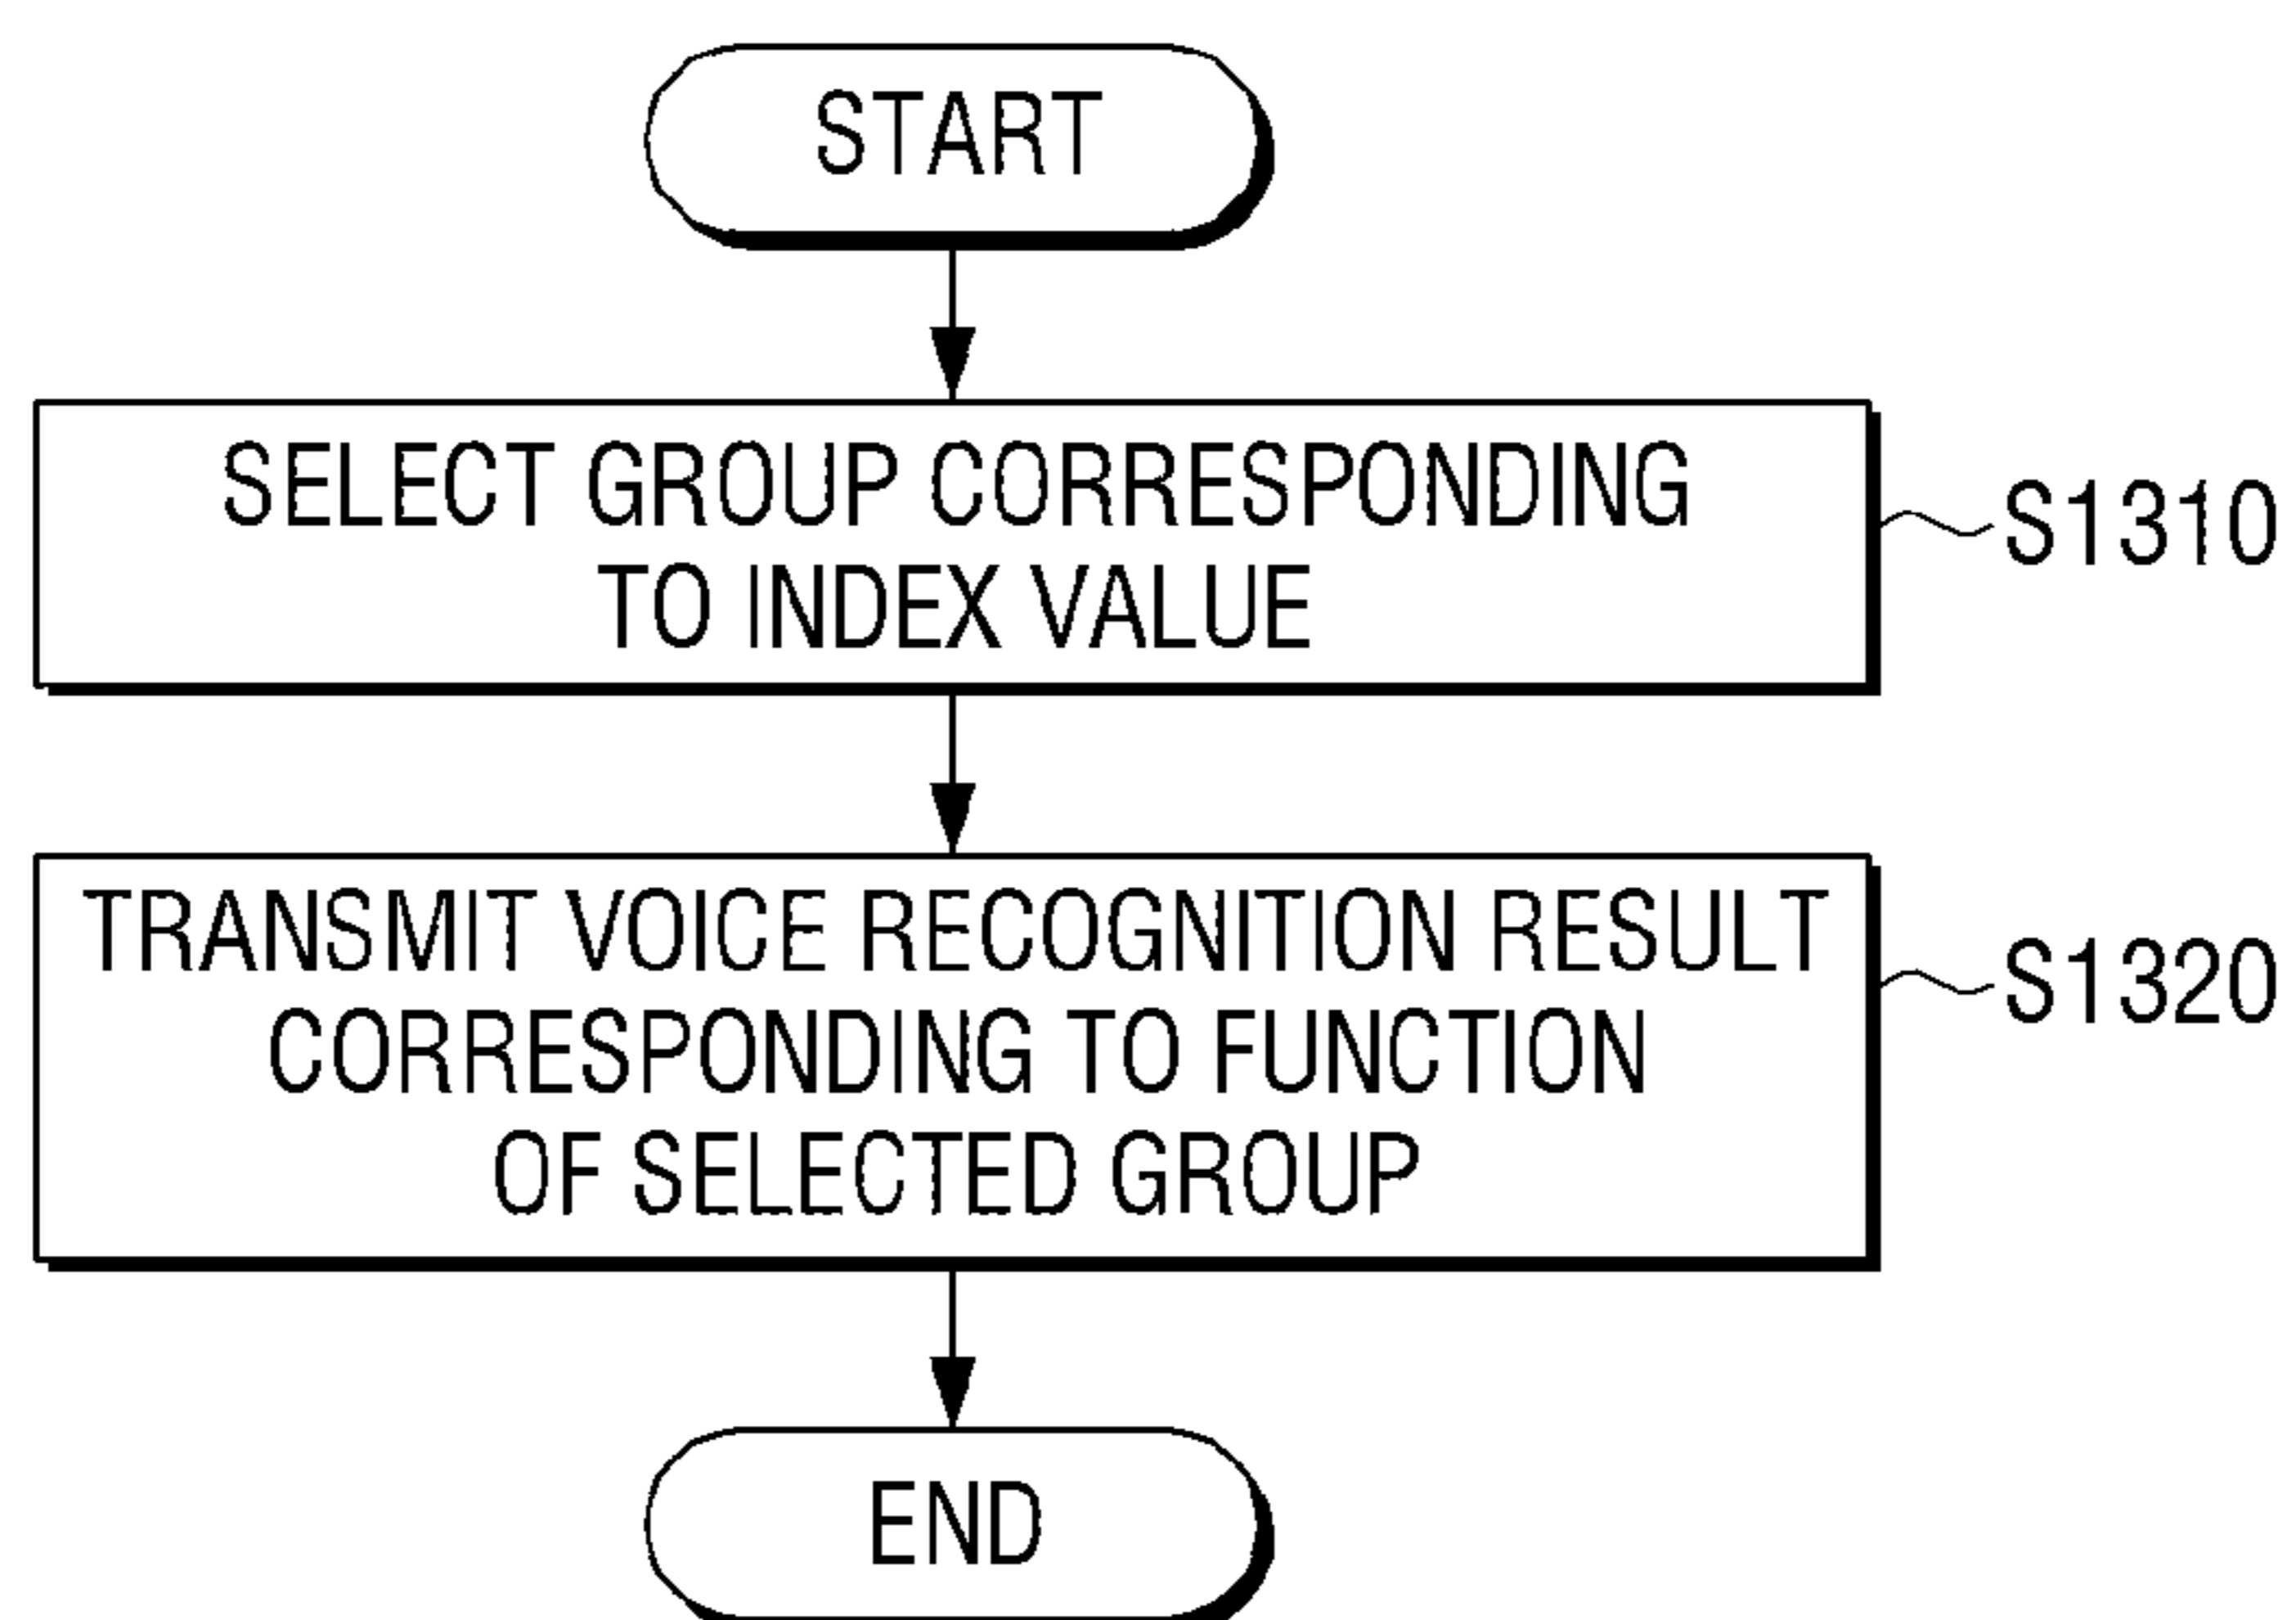 START
SELECT GROUP CORRESPONDING
TO INDEX VALUE
S1310
TRANSMIT VOICE RECOGNITION RESULT
CORRESPONDING TO FUNCTION
OF SELECTED GROUP
S1320
END